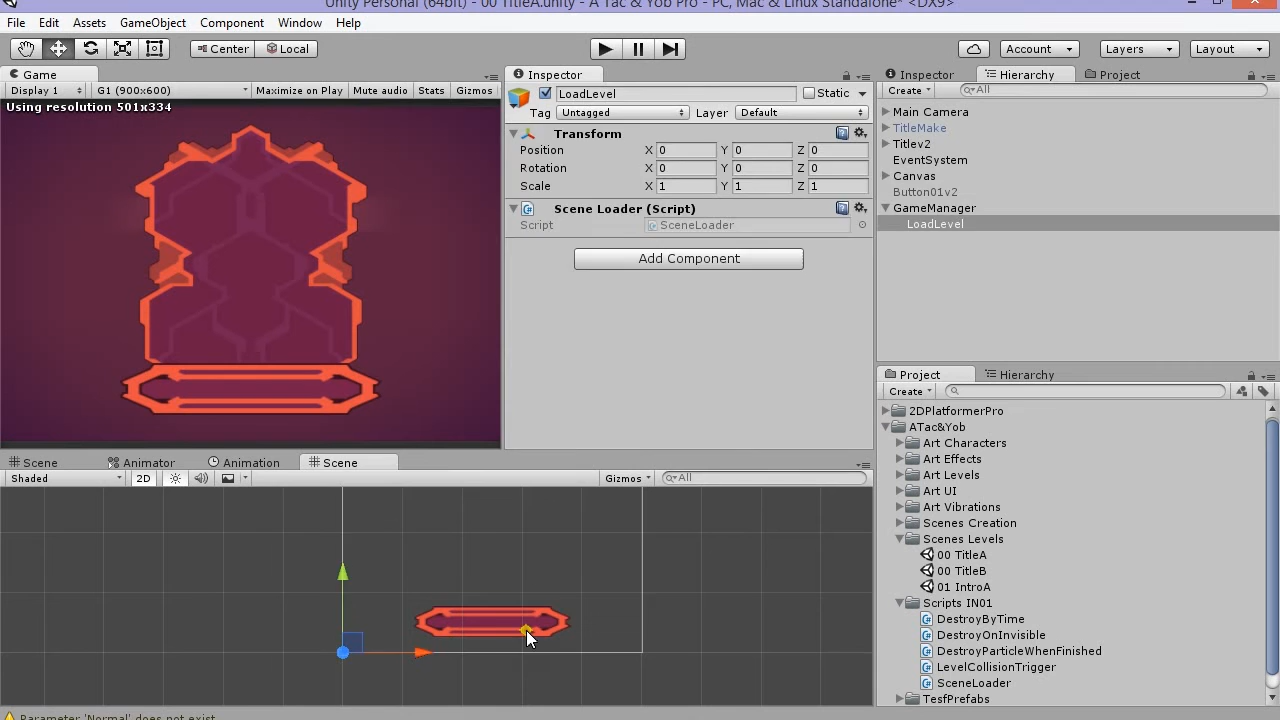 Unity Personal (64bit) - 00 TitleA.unity - A Tac & Yob Pro - PC, Mac & Linux Standalone* <DX9>
File Edit Assets GameObject Component Window Help
Center Local Account Layers Layout
Game Inspector Inspector Hierarchy Project
Display 1 G1 (900x600) Maximize on Play Mute audio Stats Gizmos LoadLevel Static Create All
Using resolution 501x334
Tag Untagged Layer Default
Main Camera
Transform
TitleMake
Position X 0 Y 0 Z 0
Titlev2
Rotation X 0 Y 0 Z 0
EventSystem
Scale X 1 Y 1 Z 1
Canvas
Button01v2
Scene Loader (Script)
GameManager
Script SceneLoader
LoadLevel
Add Component
Project Hierarchy
Create
2DPlatformerPro
ATac&Yob
Art Characters
Art Effects
Art Levels
Art UI
Art Vibrations
Scenes Creation
Scenes Levels
00 TitleA
00 TitleB
01 IntroA
Scripts IN01
DestroyByTime
DestroyOnInvisible
DestroyParticleWhenFinished
LevelCollisionTrigger
SceneLoader
TesfPrefabs
Scene Animator Animation Scene
Shaded 2D Gizmos All
Parameter 'Normal' does not exist.